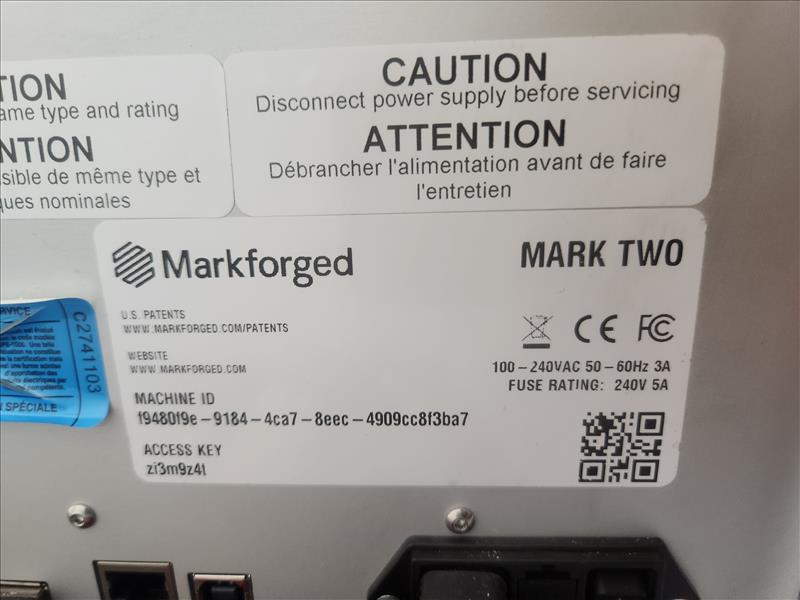 TION
ame type and rating
NTION
sible de même type et
ques nominales
CAUTION
Disconnect power supply before servicing
ATTENTION
Débrancher l'alimentation avant de faire
l'entretien
Markforged
MARK TWO
U.S. PATENTS
WWW.MARKFORGED.COM/PATENTS
WEBSITE
WWW.MARKFORGED.COM
CE FC
100-240VAC 50-60Hz 3A
FUSE RATING: 240V 5A
MACHINE ID
f9480f9e-9184-4ca7-8eec-4909cc8f3ba7
ACCESS KEY
zi3m9z4t
C2741103
N SPÉCIALE